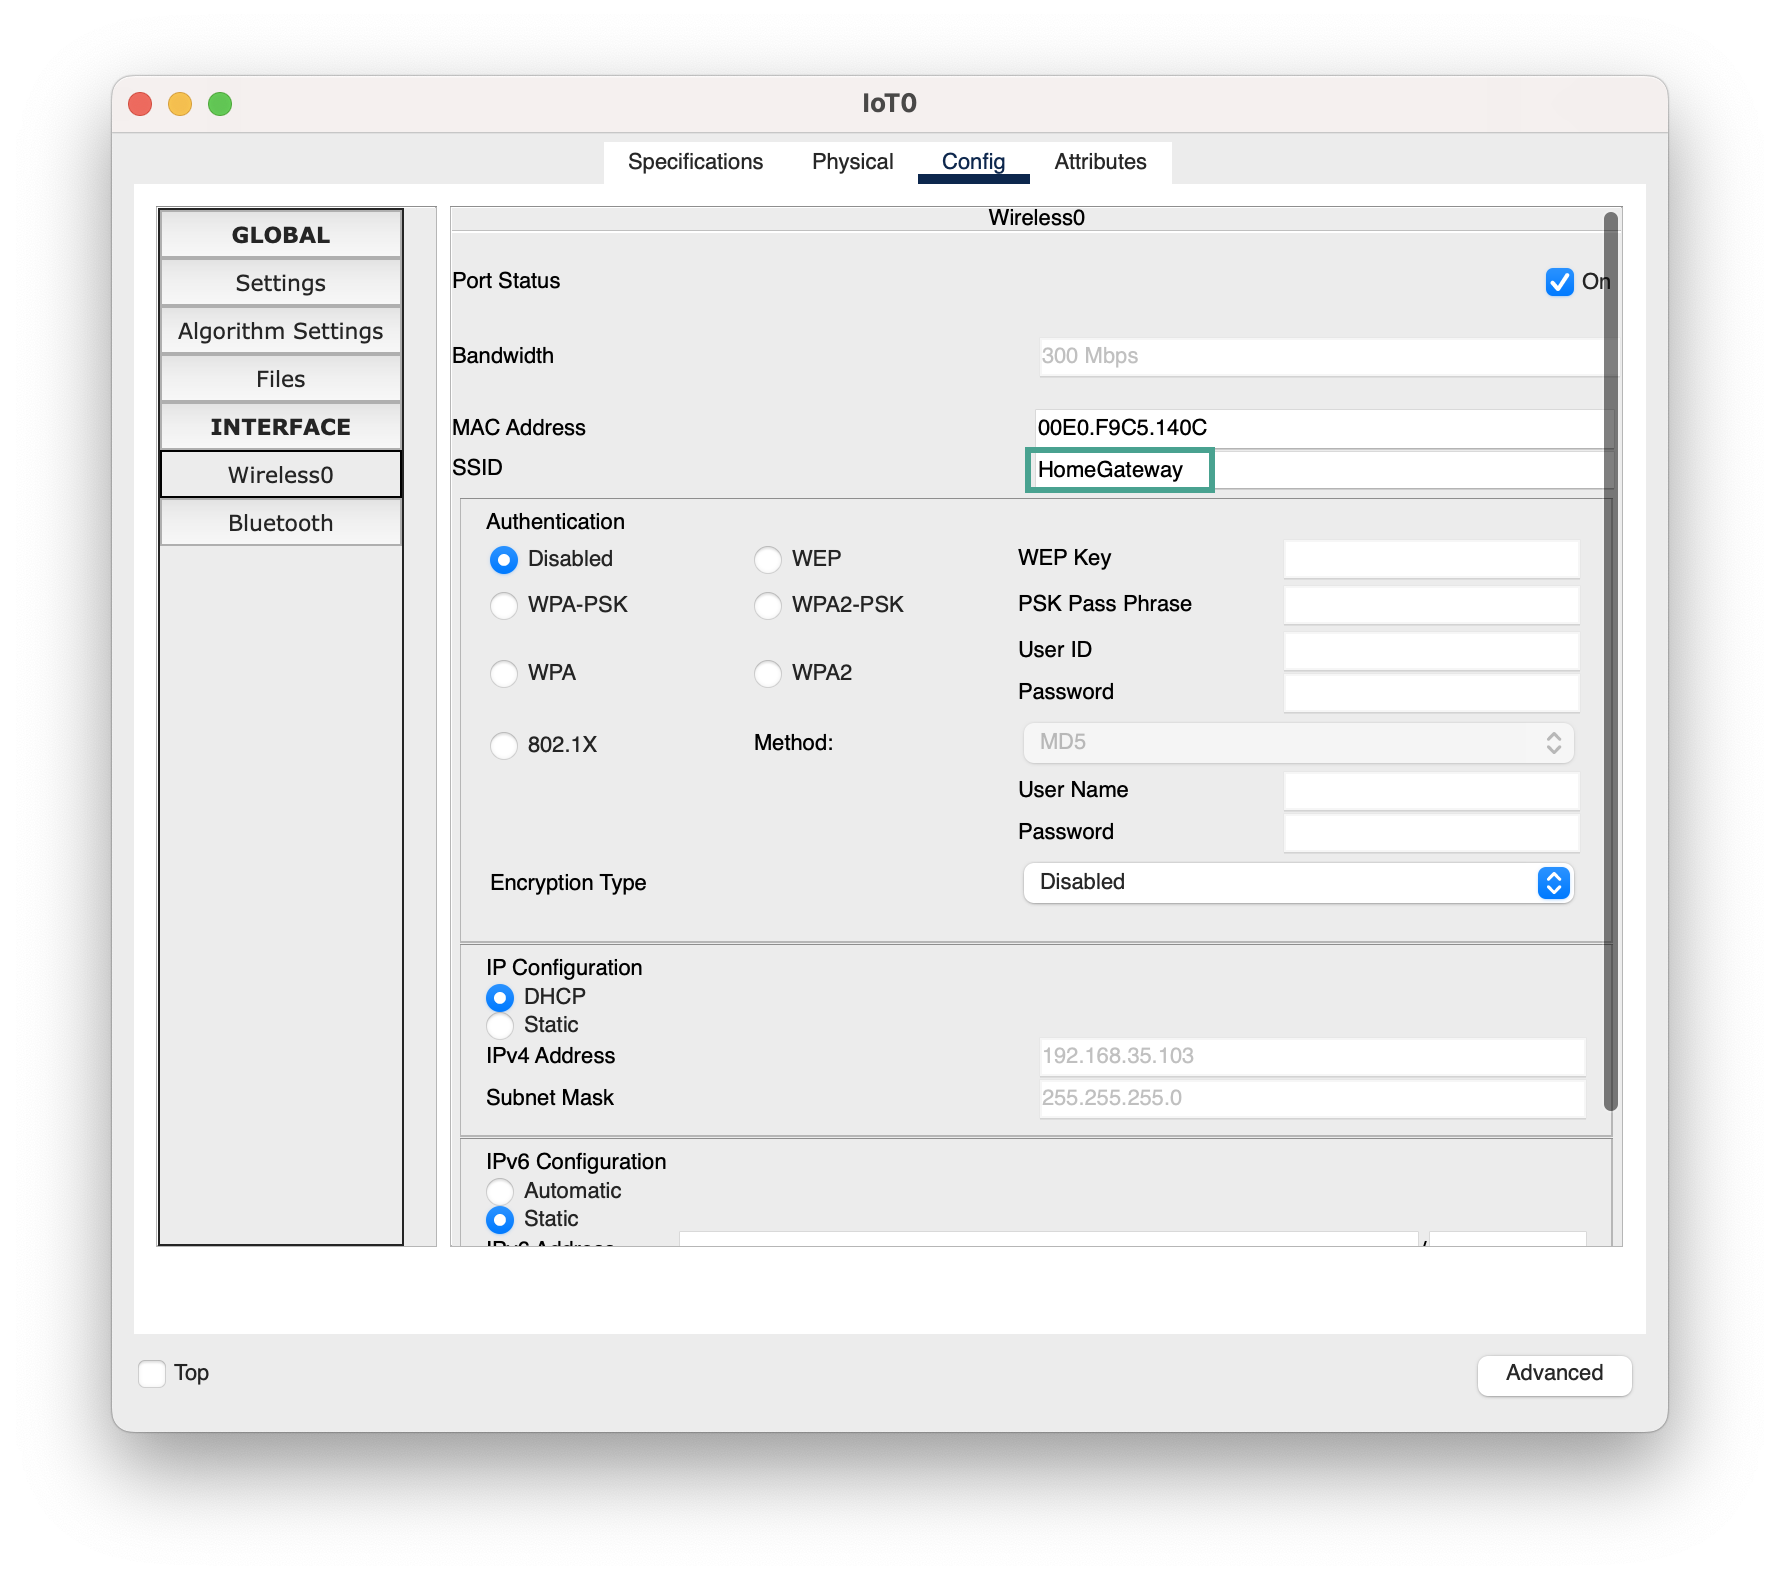 IoT0
Specifications Physical Config Attributes
GLOBAL
Settings
Algorithm Settings
Files
INTERFACE
Wireless0
Bluetooth
Wireless0
Port Status On
Bandwidth 300 Mbps
MAC Address 00E0.F9C5.140C
SSID HomeGateway
Authentication
Disabled WEP WEP Key
WPA-PSK WPA2-PSK PSK Pass Phrase
User ID
WPA WPA2
Password
802.1X Method: MD5
User Name
Password
Encryption Type Disabled
IP Configuration
DHCP
Static
IPv4 Address 192.168.35.103
Subnet Mask 255.255.255.0
IPv6 Configuration
Automatic
Static
IPv6 Address /
Top Advanced